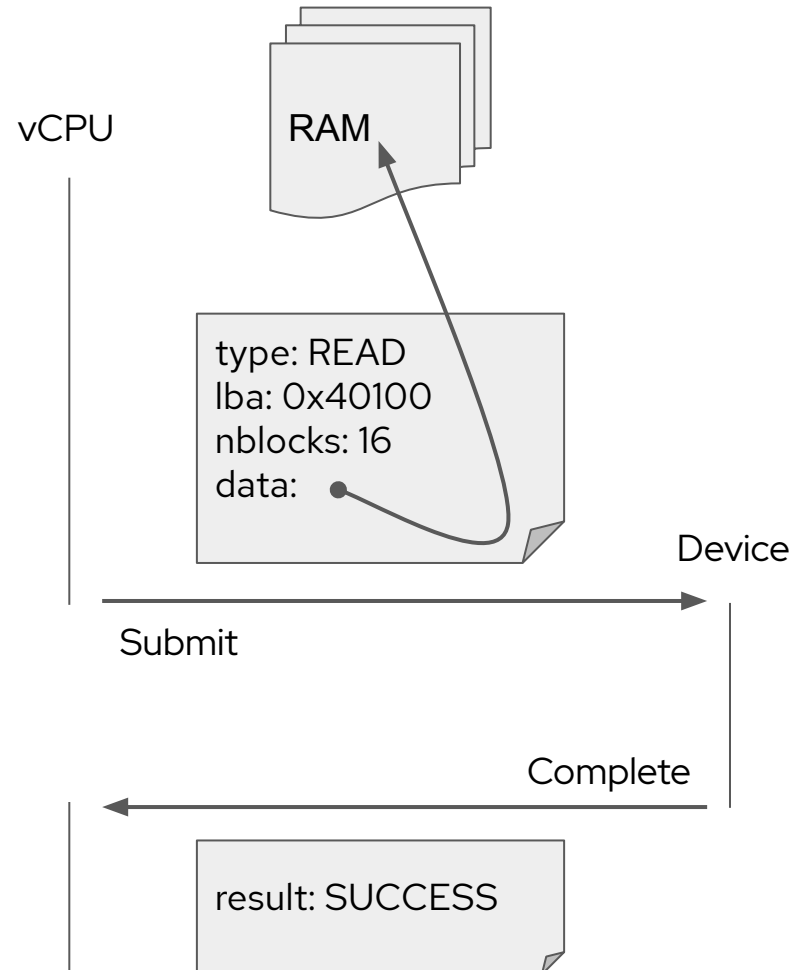 RAM
vCPU
type: READ
lba: 0x40100
nblocks: 16
data:
Device
Submit
Complete
result: SUCCESS